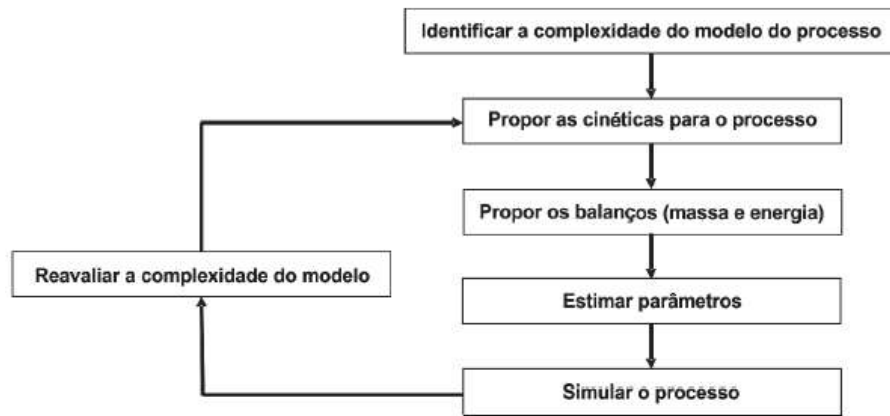 Identificar a complexidade do modelo do processo
Propor as cinéticas para o processo
Propor os balanços (massa e energia)
Reavaliar a complexidade do modelo
Estimar parâmetros
Simular o processo